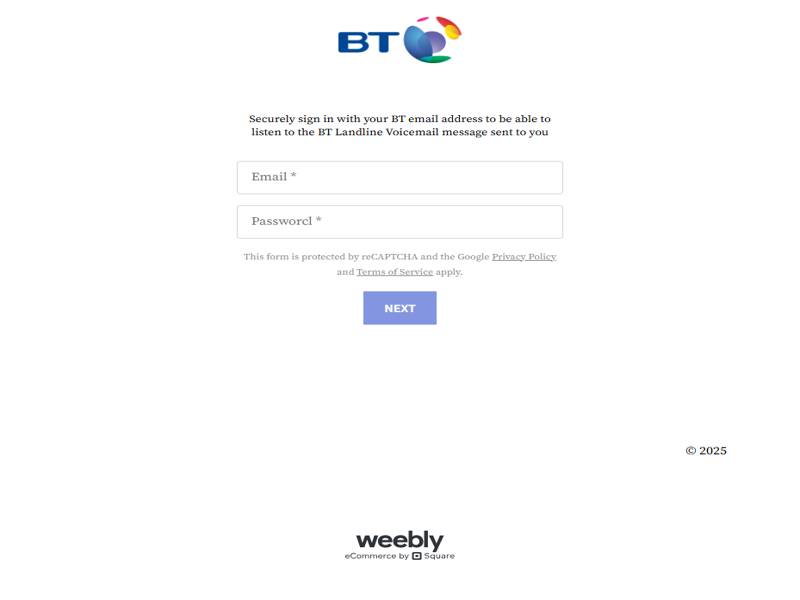 BT
Securely sign in with your BT email address to be able to
listen to the BT Landline Voicemail message sent to you
Email *
Passworcl *
This form is protected by reCAPTCHA and the Google Privacy Policy
and Terms of Service apply.
NEXT
© 2025
weebly
eCommerce by Square